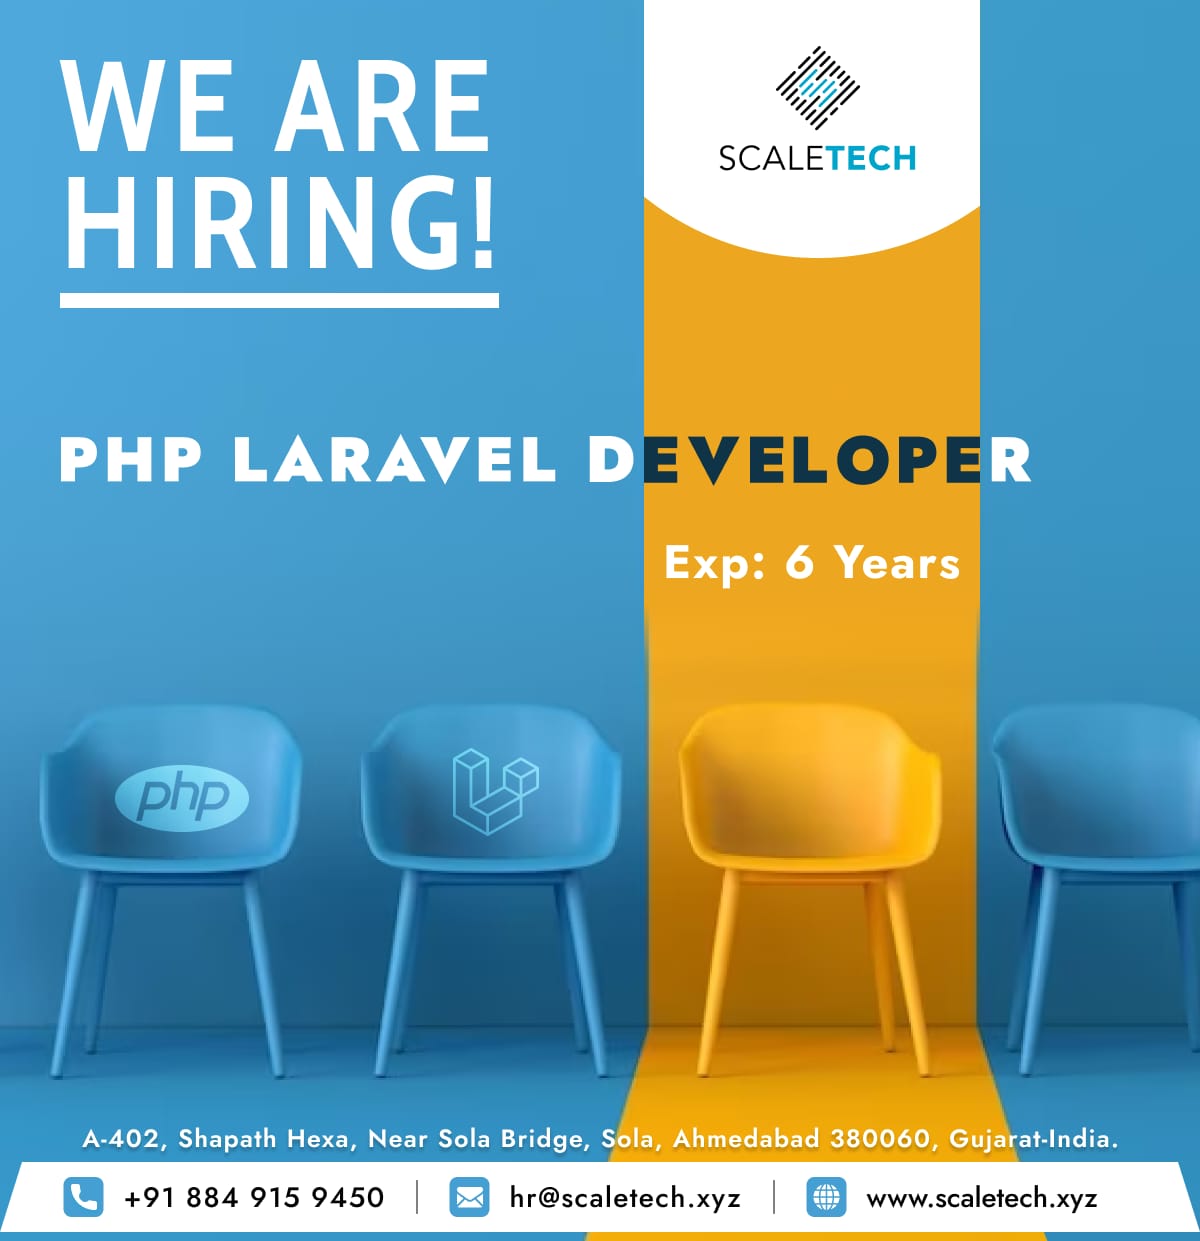 WE ARE
HIRING!
SCALETECH
PHP LARAVEL DEVELOPER
Exp: 6 Years
php
A-402, Shapath Hexa, Near Sola Bridge, Sola, Ahmedabad 380060, Gujarat-India.
+91 884 915 9450 | hr@scaletech.xyz | www.scaletech.xyz